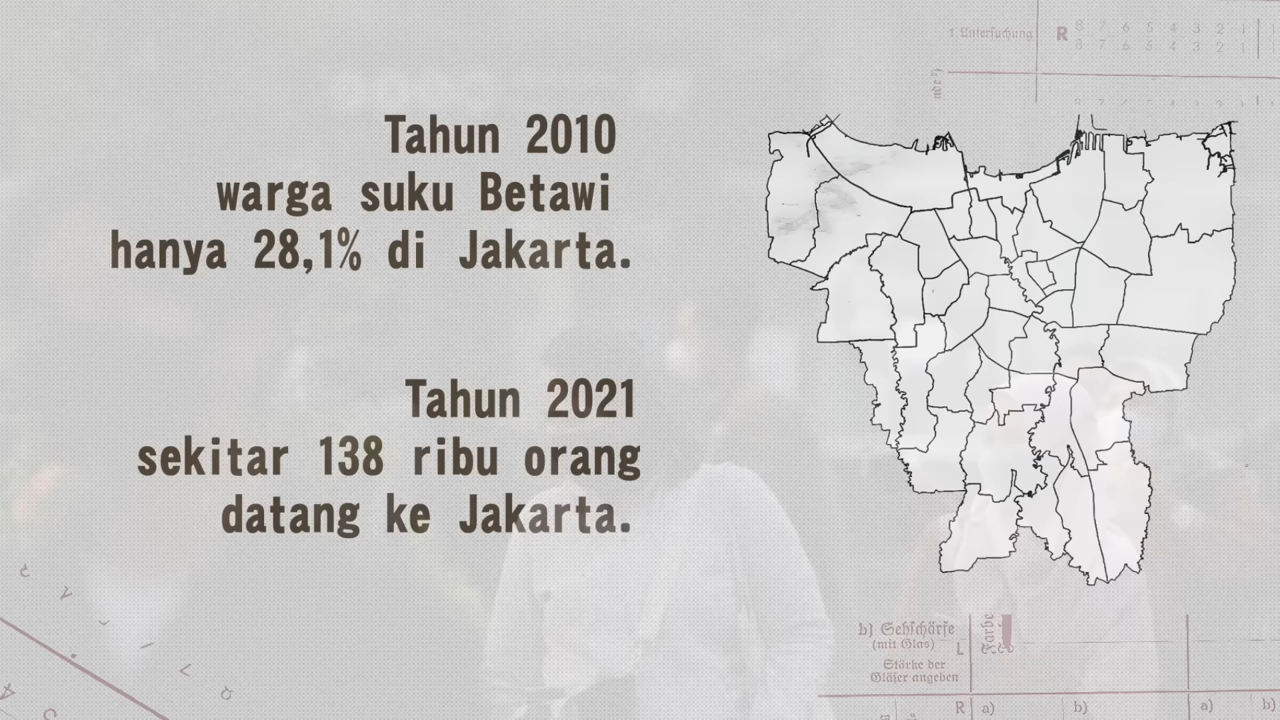 Tahun 2010
warga suku Betawi
hanya 28,1% di Jakarta.
Tahun 2021
sekitar 138 ribu orang
datang ke Jakarta.
1. Untersuchung
R
8 7 6 5 4 3 2 1
8 7 6 5 4 3 2 1
b) Sehschärfe
(mit Glas)
L
Farbe
Stärke der
Gläser angeben
R a) b) a) b)